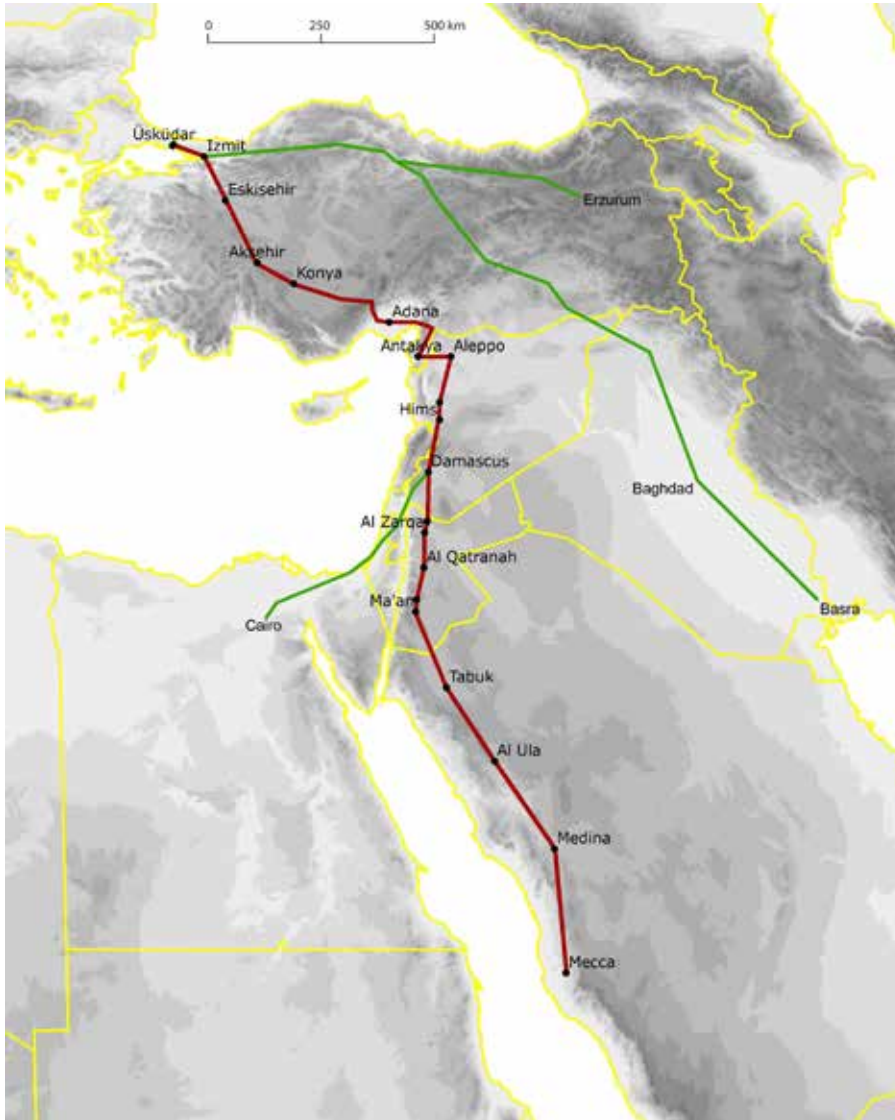 0 250 500 km
Üsküdar
Izmit
Eskisehir
Erzurum
Akşehir
Konya
Adana
Antakya
Aleppo
Hims
Damascus
Baghdad
Al Zarqa
Al Qatranah
Ma'an
Basra
Cairo
Tabuk
Al Ula
Medina
Mecca